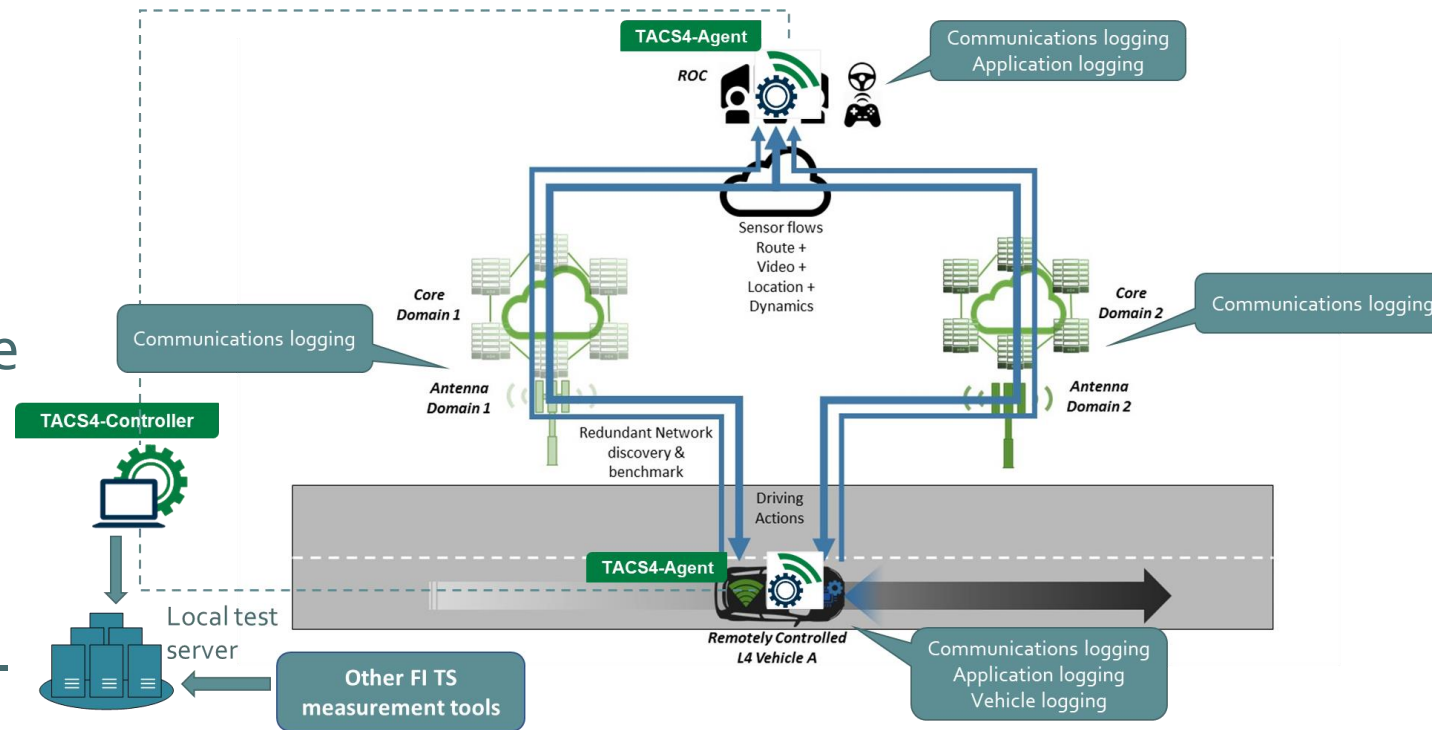 TACS4-Agent
ROC
Communications logging
Application logging
Sensor flows
Route +
Video +
Location +
Dynamics
Core
Domain 1
Core
Domain 2
Communications logging
Communications logging
e
Antenna
Domain 1
Antenna
Domain 2
TACS4-Controller
Redundant Network
discovery &
benchmark
Driving
Actions
TACS4-Agent
Local test
server
Remotely Controlled
L4 Vehicle A
Communications logging
Application logging
Vehicle logging
Other FI TS
measurement tools